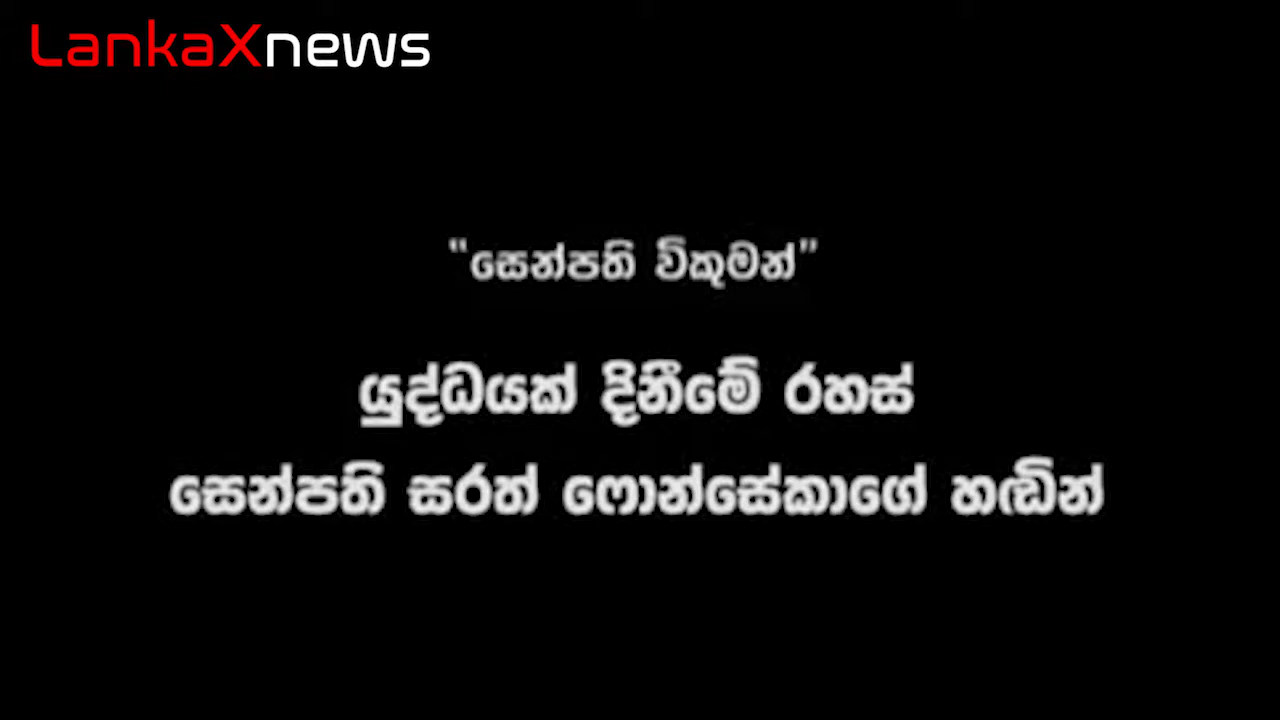 LankaXnews
"සෙන්පති වික‍ුමන්"
යුද්ධයක් දිනීමේ රහස්
සෙන්පති සරත් ෆොන්සේකාගේ හඬින්